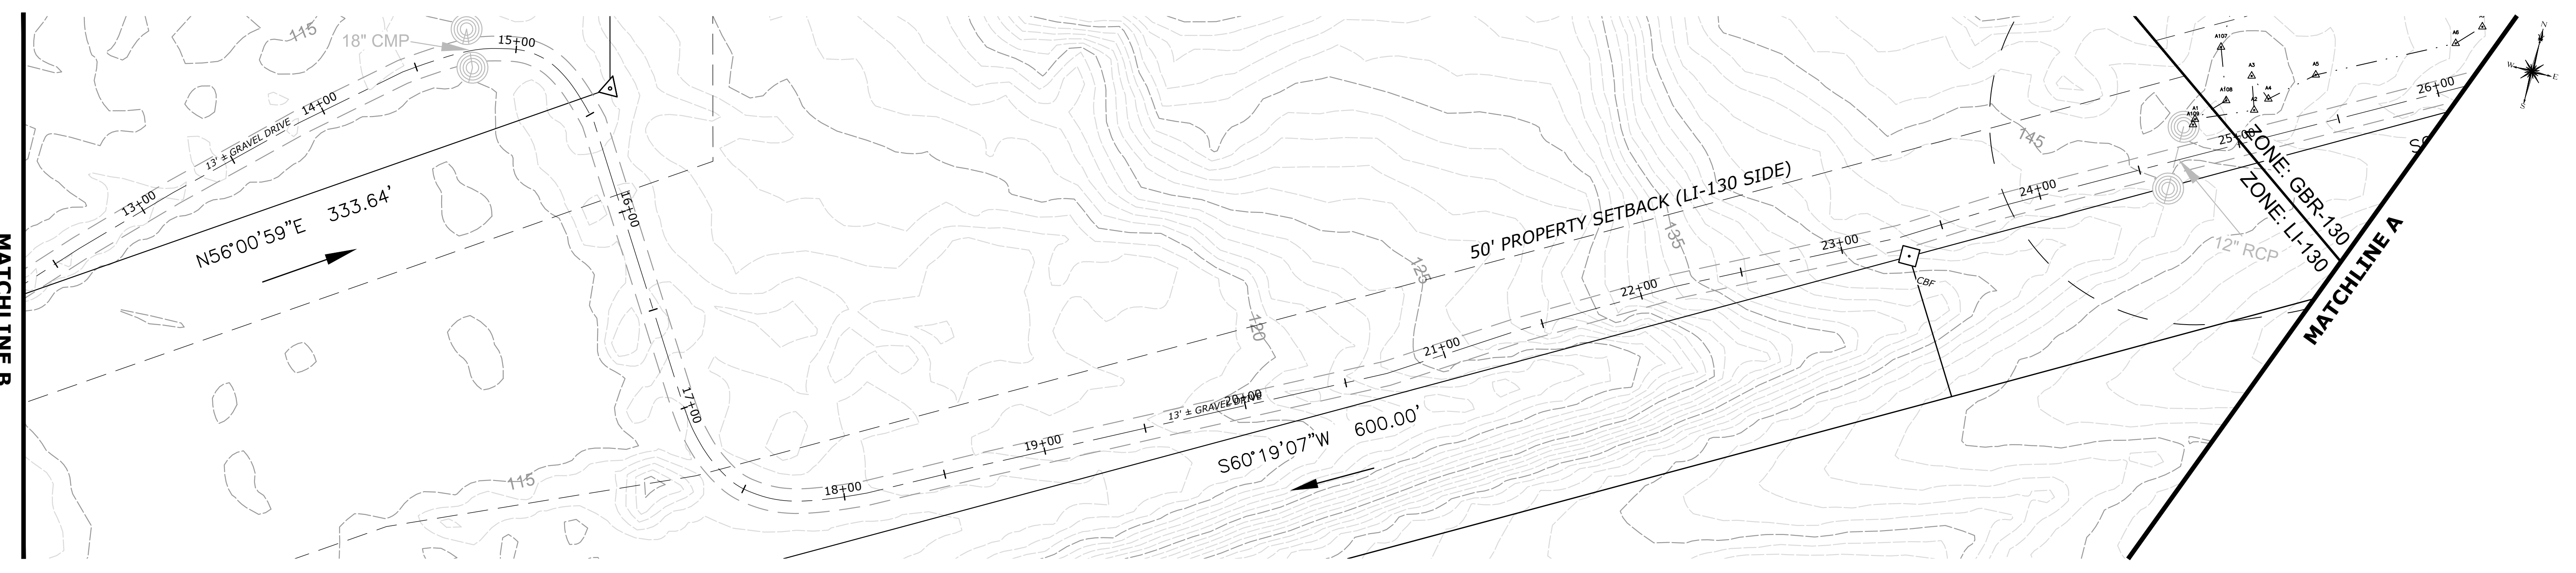 MATCHLINE B
115
18" CMP
13+00
13' ± GRAVEL DRIVE
14+00
15+00
N56°00'59"E 333.64'
16+00
17+00
115
18+00
19+00
13' ± GRAVEL DRIVE
20+00
120
21+00
125
22+00
S60°19'07"W 600.00'
50' PROPERTY SETBACK (LI-130 SIDE)
135
23+00
CBF
24+00
145
25+00
26+00
A107
A3
A5
A6
A108
A2
A4
A1
A109
12" RCP
ZONE: GBR-130
ZONE: LI-130
MATCHLINE A
N
W
E
S